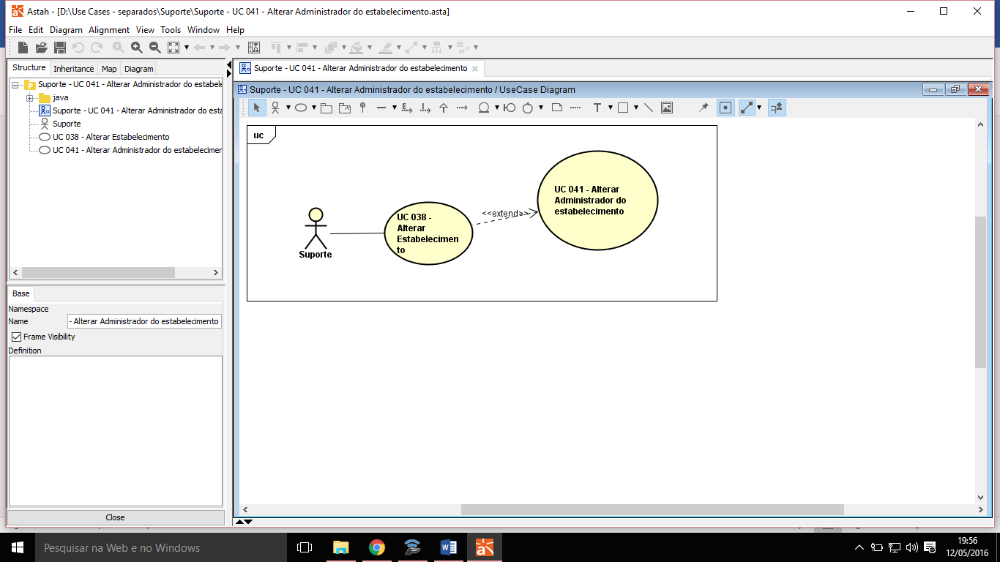 Astah - [D:\Use Cases - separados\Suporte\Suporte - UC 041 - Alterar Administrador do estabelecimento.asta]
File Edit Diagram Alignment View Tools Window Help
Structure Inheritance Map Diagram
Suporte - UC 041 - Alterar Administrador do estabele
java
Suporte - UC 041 - Alterar Administrador do esta
Suporte
UC 038 - Alterar Estabelecimento
UC 041 - Alterar Administrador do estabelecimen
Base
Namespace
Name - Alterar Administrador do estabelecimento
Frame Visibility
Definition
Close
Suporte - UC 041 - Alterar Administrador do estabelecimento
Suporte - UC 041 - Alterar Administrador do estabelecimento / UseCase Diagram
uc
Suporte
UC 038 -
Alterar
Estabelecimen
to
<<extend>>
UC 041 - Alterar
Administrador do
estabelecimento
Pesquisar na Web e no Windows
19:56
12/05/2016